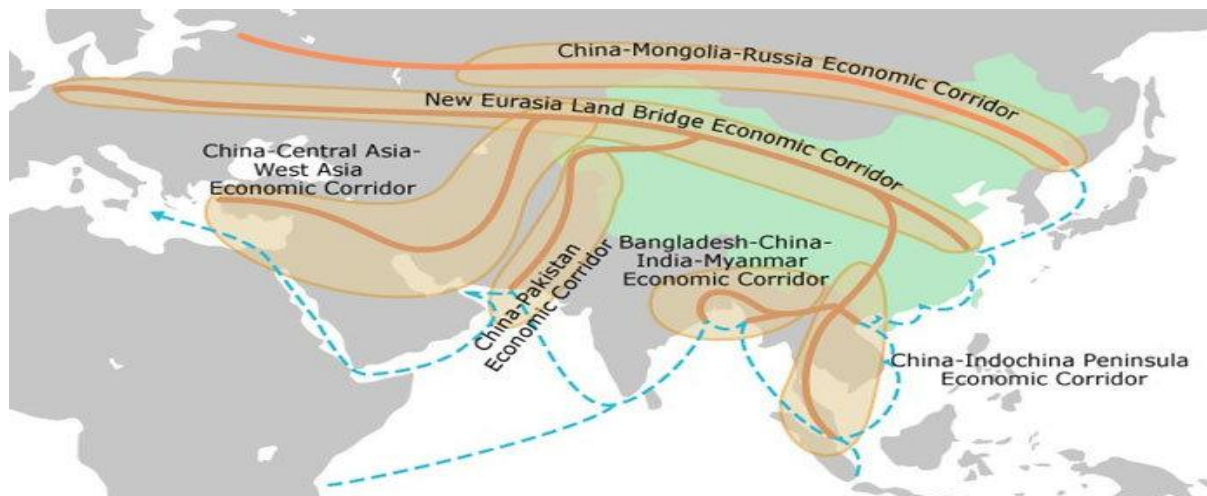 China-Mongolia-Russia Economic Corridor
New Eurasia Land Bridge Economic Corridor
China-Central Asia-
West Asia
Economic Corridor
China-Pakistan
Economic Corridor
Bangladesh-China-
India-Myanmar
Economic Corridor
China-Indochina Peninsula
Economic Corridor